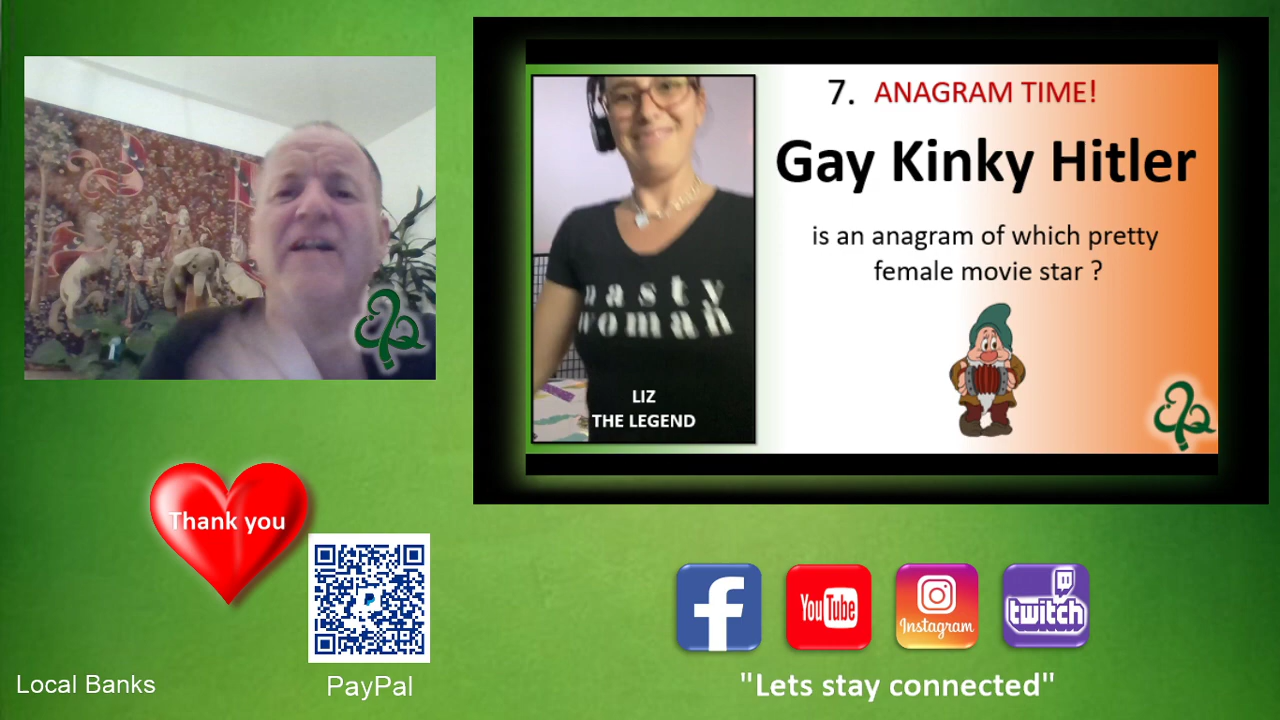 7. ANAGRAM TIME!
Gay Kinky Hitler
is an anagram of which pretty
female movie star ?
nasty
woman
LIZ
THE LEGEND
Thank you
Local Banks
PayPal
f
YouTube
Instagram
twitch
"Lets stay connected"